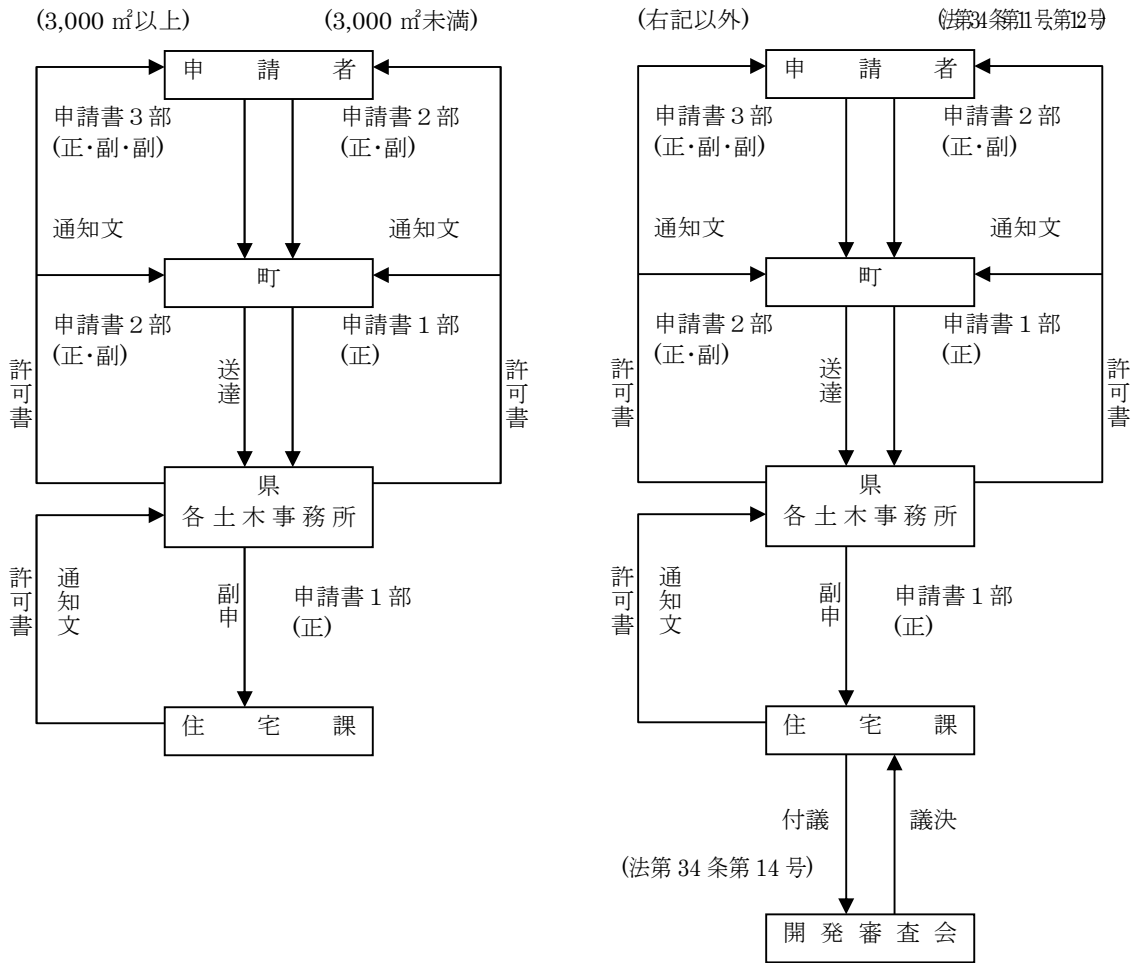 (3,000 ㎡以上)
(3,000 ㎡未満)
申請者
申請書３部
(正・副・副)
申請書２部
(正・副)
通知文
通知文
町
申請書２部
(正・副)
申請書１部
(正)
許可書
送達
許可書
県
各土木事務所
許可書
通知文
副申
申請書１部
(正)
住宅課
(右記以外)
(法第34条第11号、第12号)
申請者
申請書３部
(正・副・副)
申請書２部
(正・副)
通知文
通知文
町
申請書２部
(正・副)
申請書１部
(正)
許可書
送達
許可書
県
各土木事務所
許可書
通知文
副申
申請書１部
(正)
住宅課
付議
議決
(法第 34 条第 14 号)
開発審査会